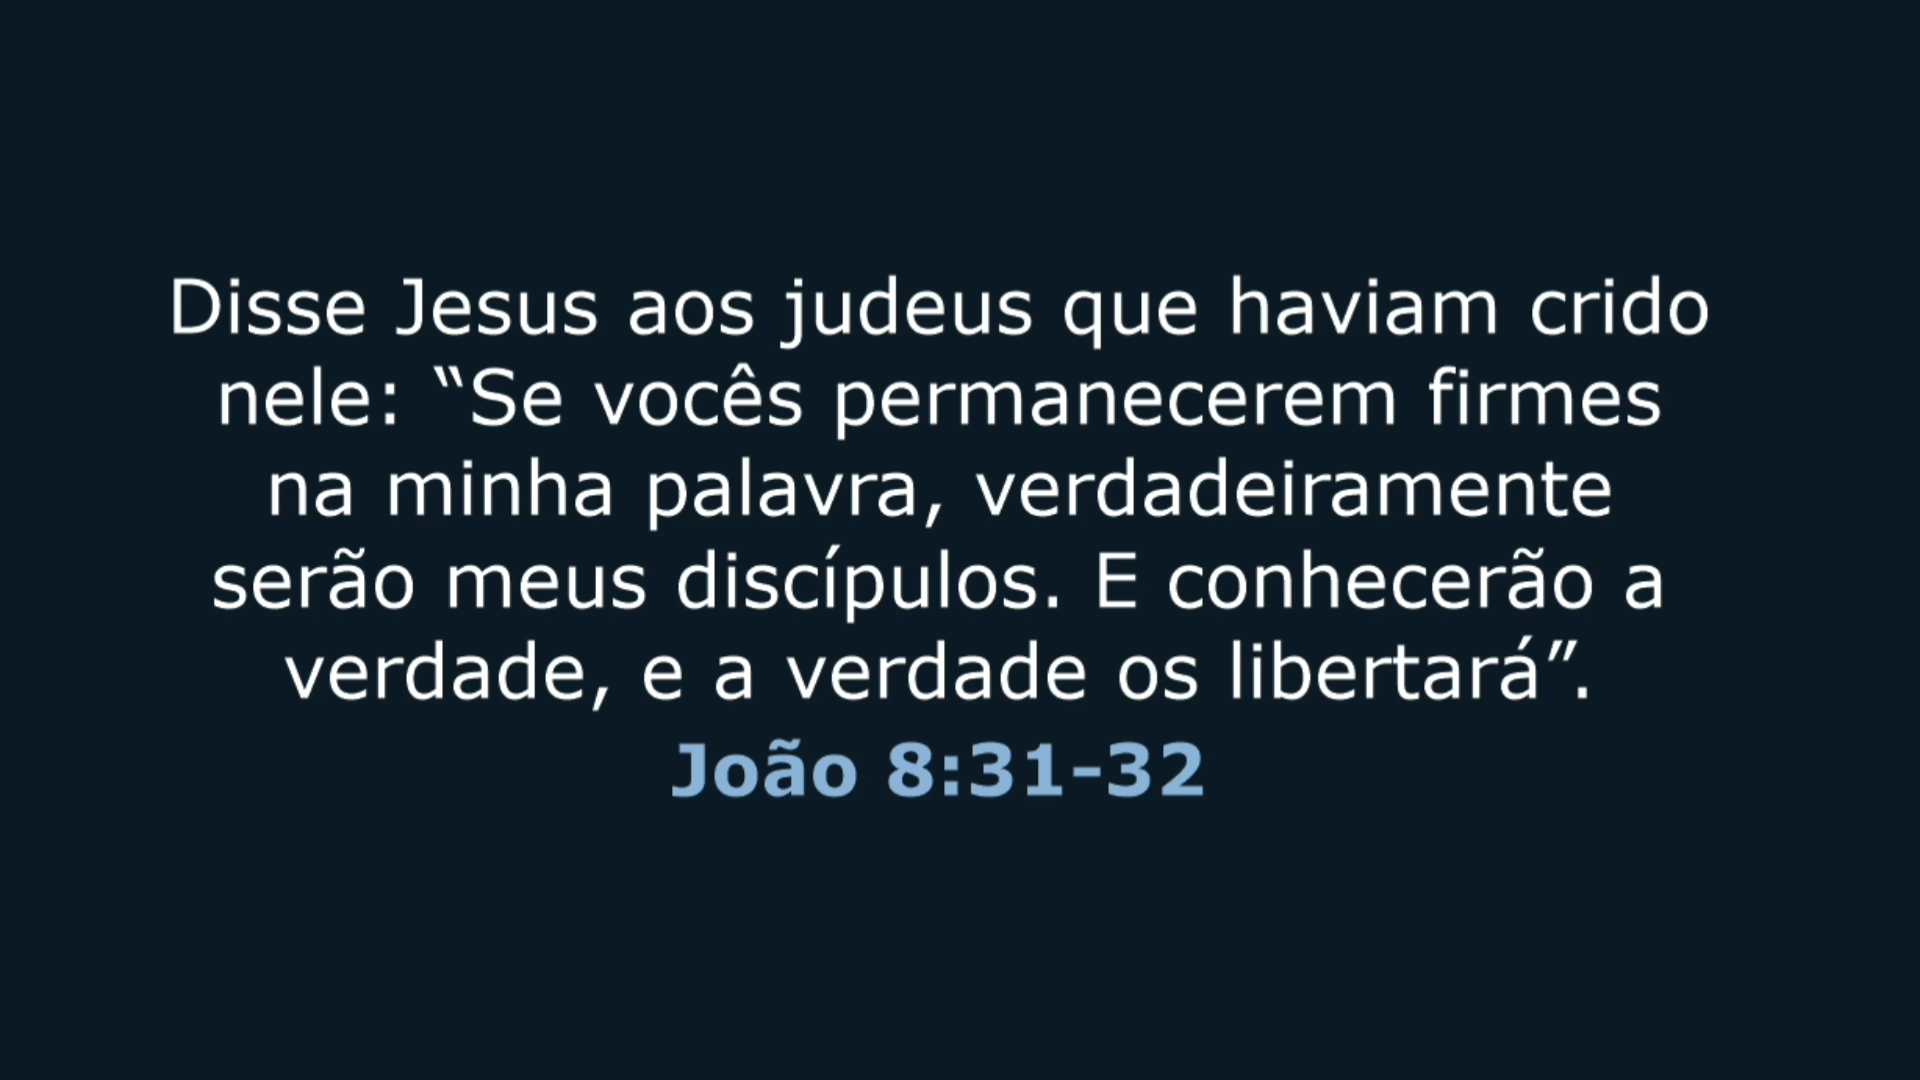 Disse Jesus aos judeus que haviam crido
nele: “Se vocês permanecerem firmes
na minha palavra, verdadeiramente
serão meus discípulos. E conhecerão a
verdade, e a verdade os libertará”.
João 8:31-32